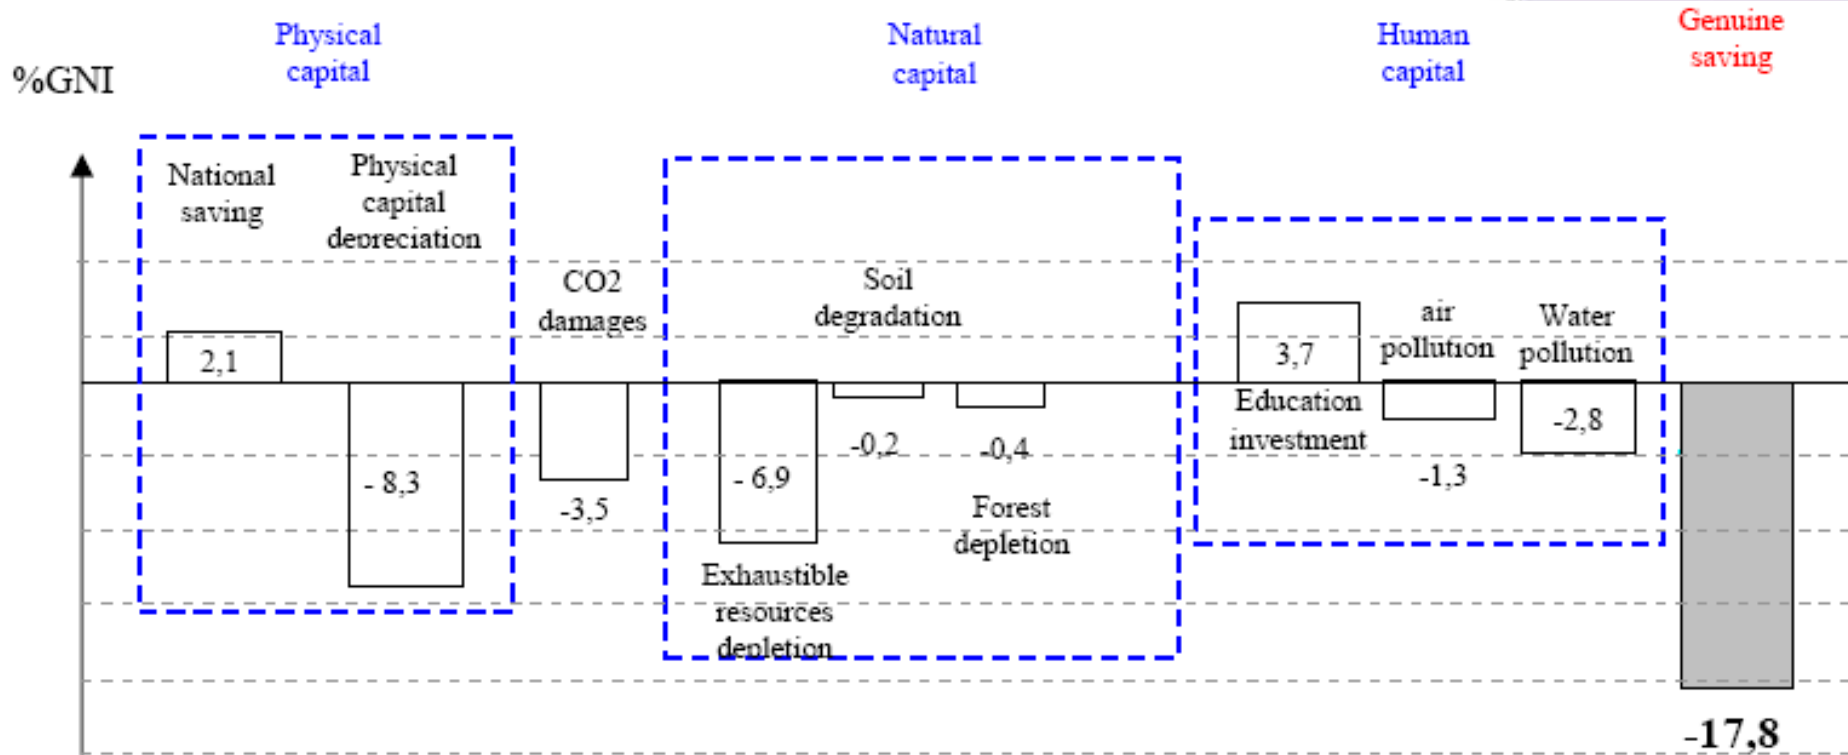 Physical
capital
Natural
capital
Human
capital
Genuine
saving
%GNI
National
saving
Physical
capital
depreciation
CO2
damages
Soil
degradation
air
pollution
Water
pollution
2,1
3,7
Education
investment
-2,8
-0,2
-0,4
- 8,3
- 6,9
-1,3
-3,5
Forest
depletion
Exhaustible
resources
depletion
-17,8